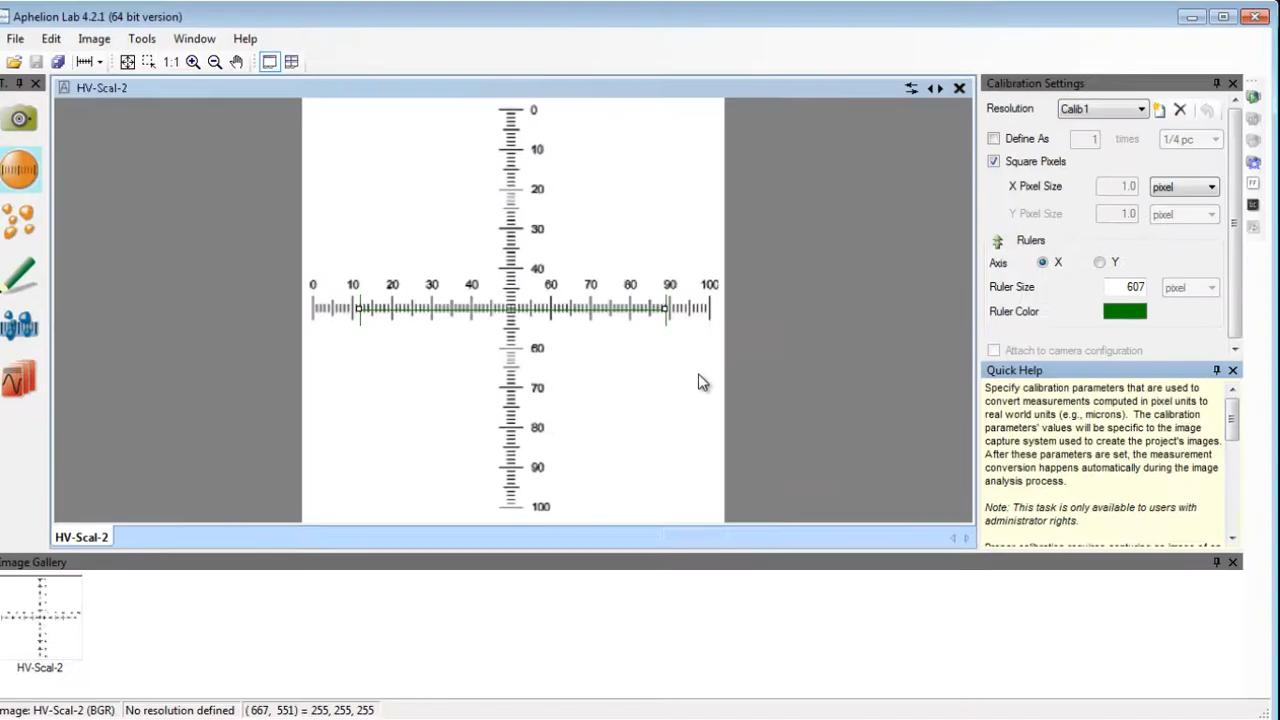 Aphelion Lab 4.2.1 (64 bit version)
File Edit Image Tools Window Help
1:1
T.
HV-Scal-2
0
10
20
30
40
60
70
80
90
100
0 10 20 30 40 60 70 80 90 100
HV-Scal-2
Calibration Settings
Resolution Calib1
Define As 1 times 1/4 pc
Square Pixels
X Pixel Size 1.0 pixel
Y Pixel Size 1.0 pixel
Rulers
Axis X Y
Ruler Size 607 pixel
Ruler Color
Attach to camera configuration
Quick Help
Specify calibration parameters that are used to
convert measurements computed in pixel units to
real world units (e.g., microns). The calibration
parameters' values will be specific to the image
capture system used to create the project's images.
After these parameters are set, the measurement
conversion happens automatically during the image
analysis process.
Note: This task is only available to users with
administrator rights.
Image Gallery
HV-Scal-2
mage: HV-Scal-2 (BGR) No resolution defined (667, 551) = 255, 255, 255